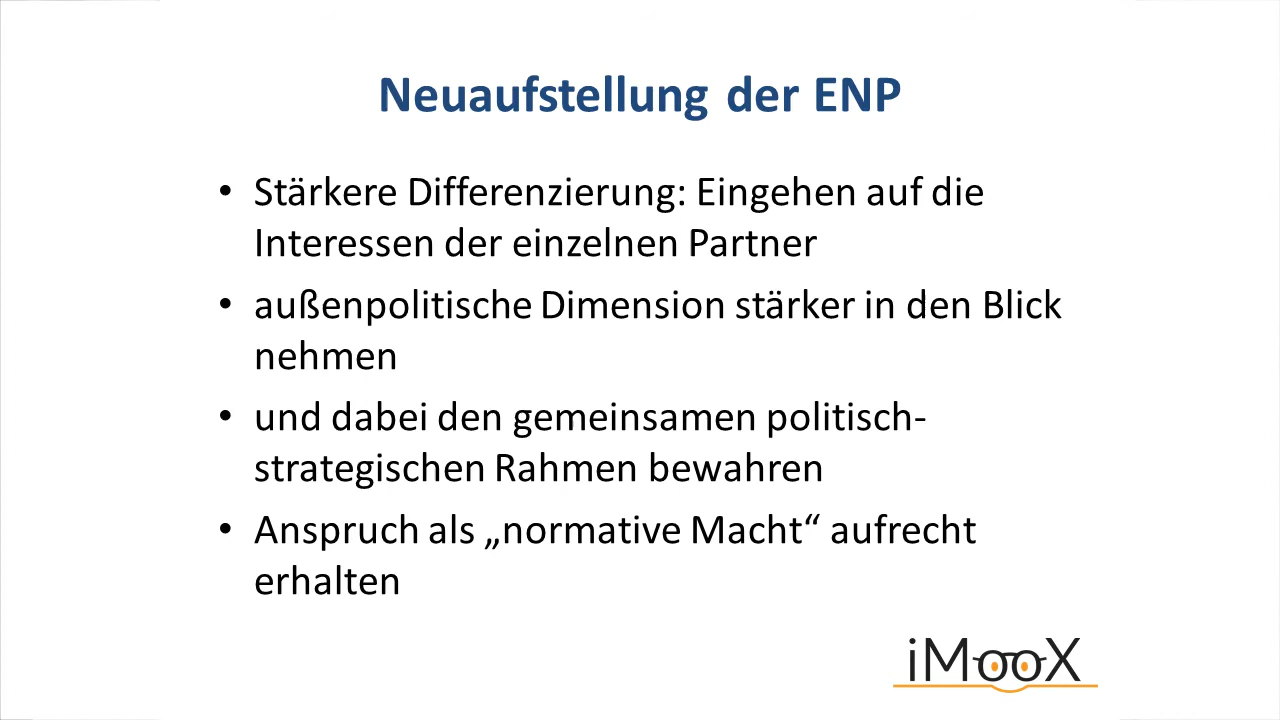 Neuaufstellung der ENP
• Stärkere Differenzierung: Eingehen auf die
Interessen der einzelnen Partner
• außenpolitische Dimension stärker in den Blick
nehmen
• und dabei den gemeinsamen politisch-
strategischen Rahmen bewahren
• Anspruch als „normative Macht“ aufrecht
erhalten
iMooX